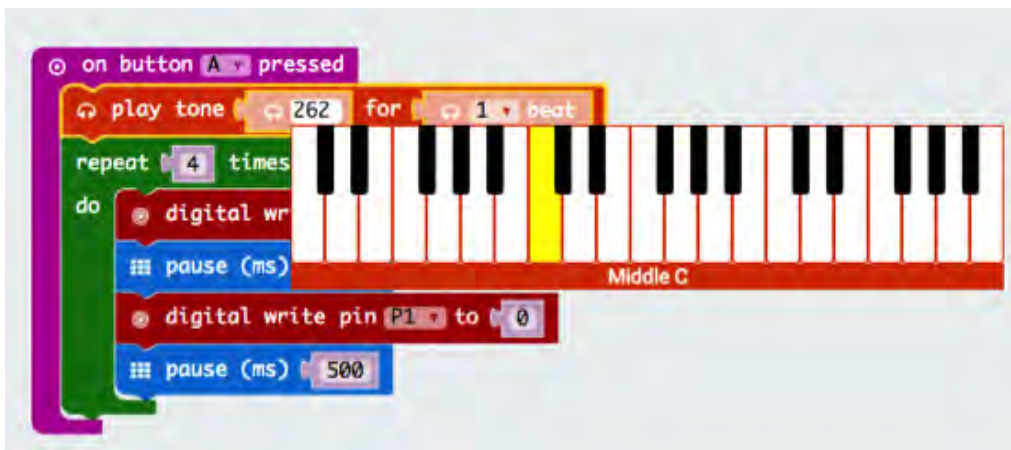 on button A pressed
play tone 262 for 1 beat
repeat 4 times
do
digital wr
pause (ms)
Middle C
digital write pin P1 to 0
pause (ms) 500